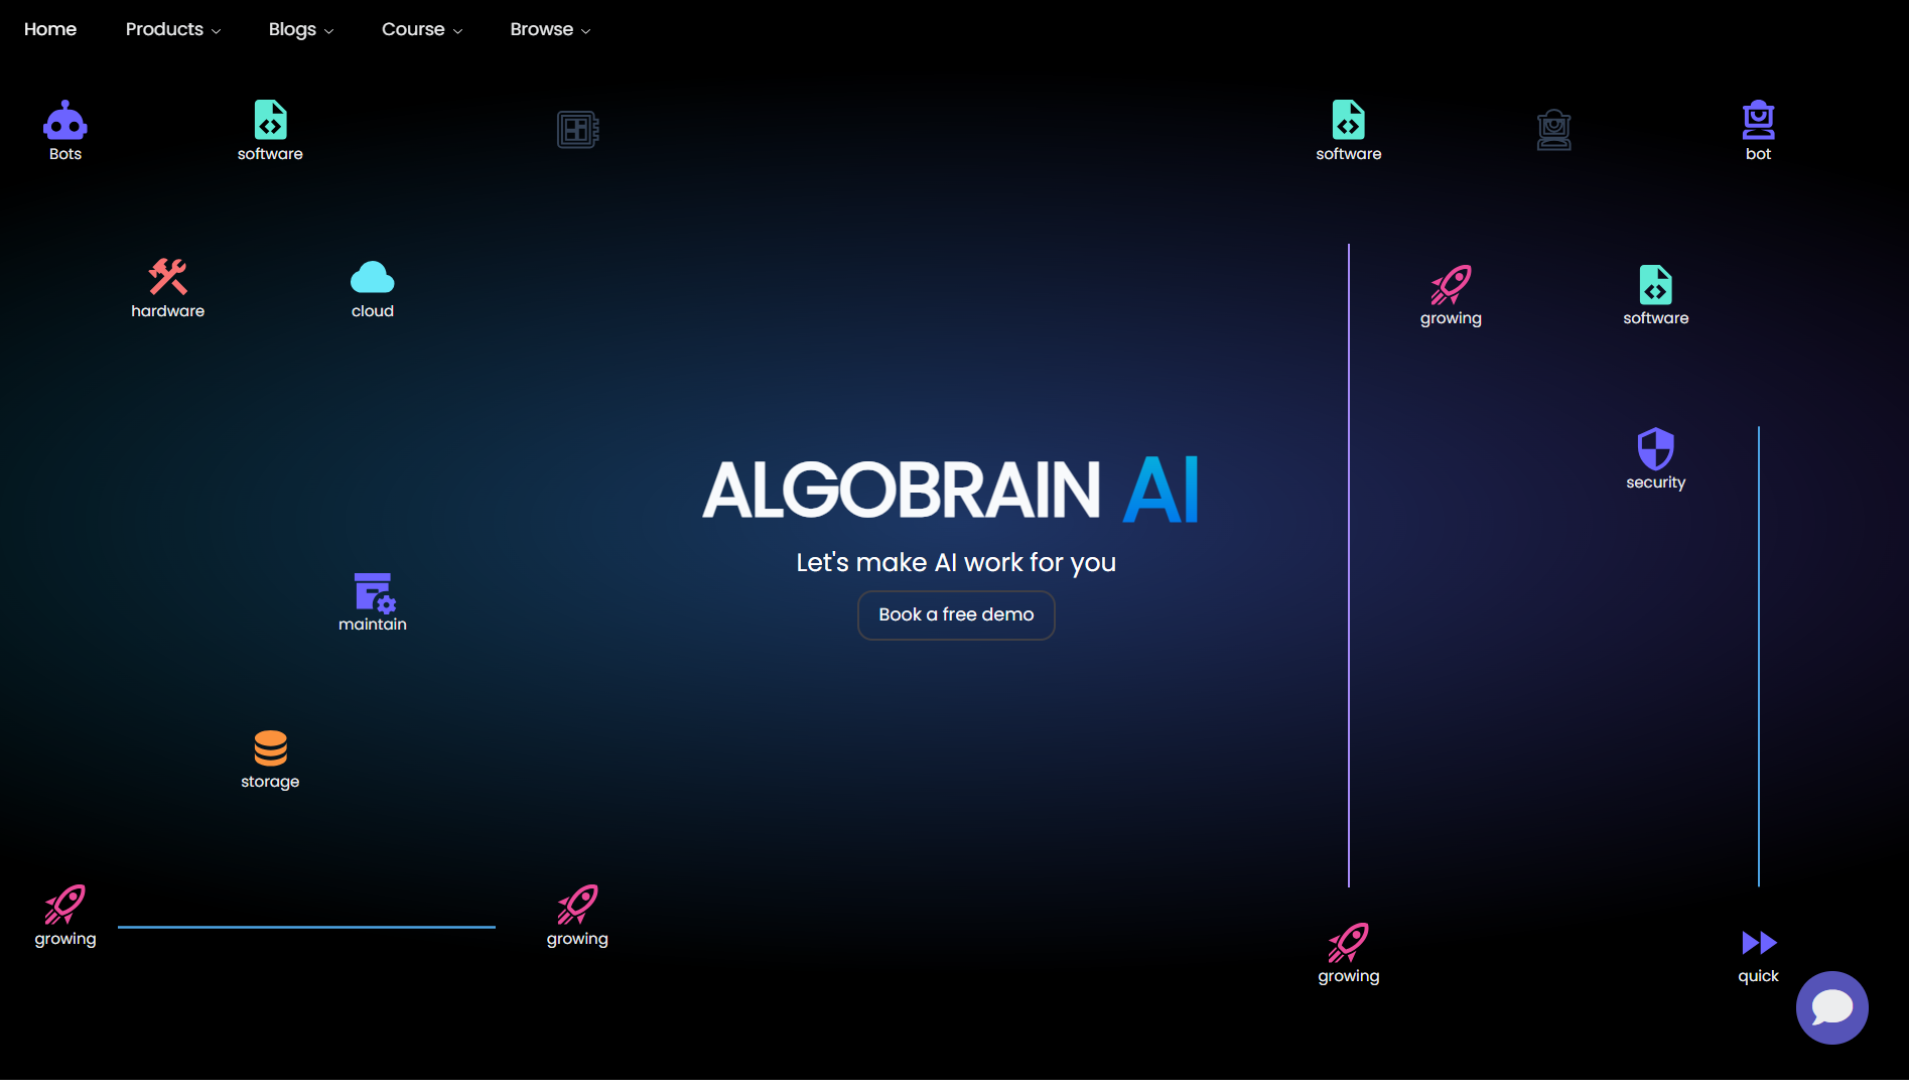 Home Products Blogs Course Browse
Bots software software bot
hardware cloud growing software
security
ALGOBRAIN AI
Let's make AI work for you
Book a free demo
maintain
storage
growing growing growing quick